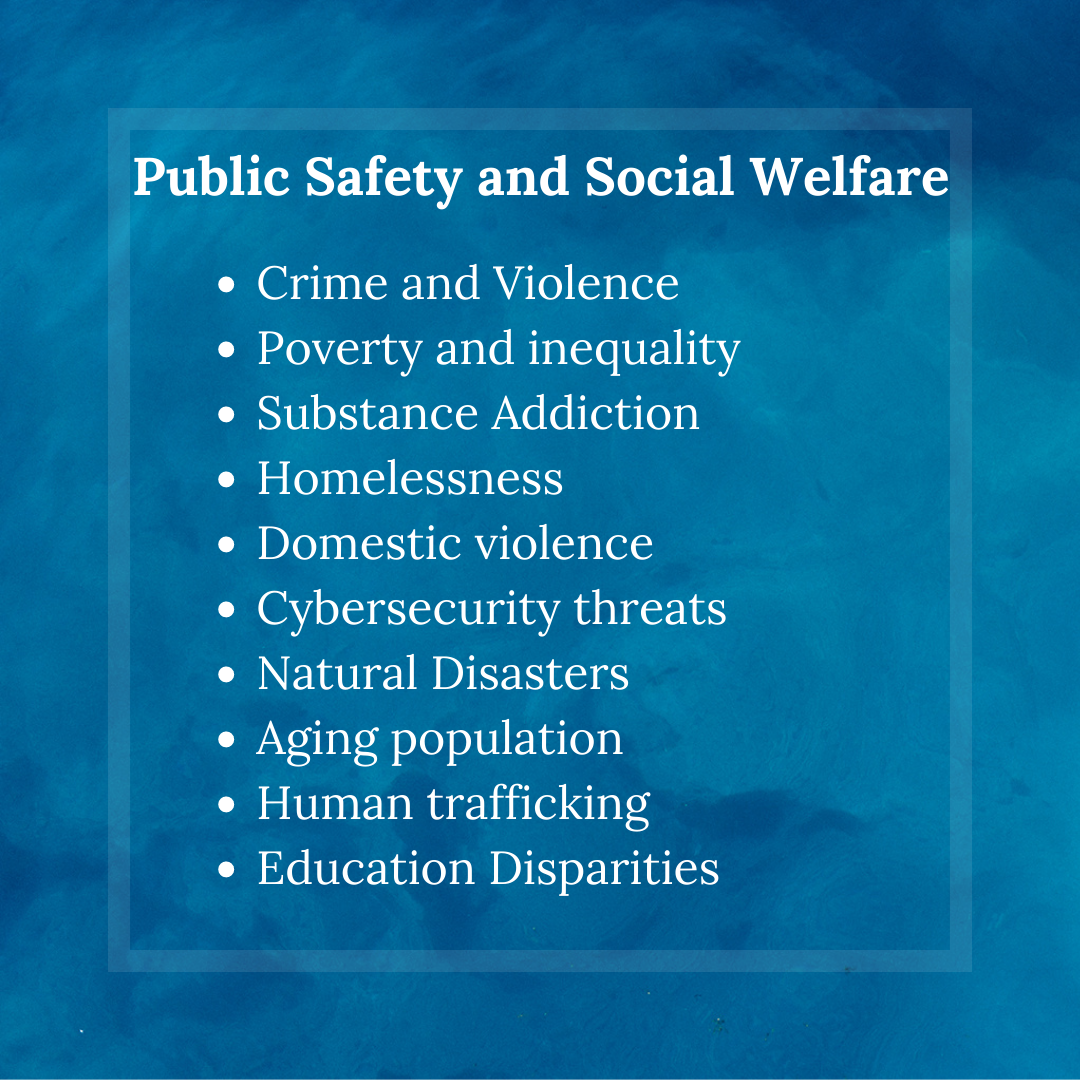 Public Safety and Social Welfare
• Crime and Violence
• Poverty and inequality
• Substance Addiction
• Homelessness
• Domestic violence
• Cybersecurity threats
• Natural Disasters
• Aging population
• Human trafficking
• Education Disparities